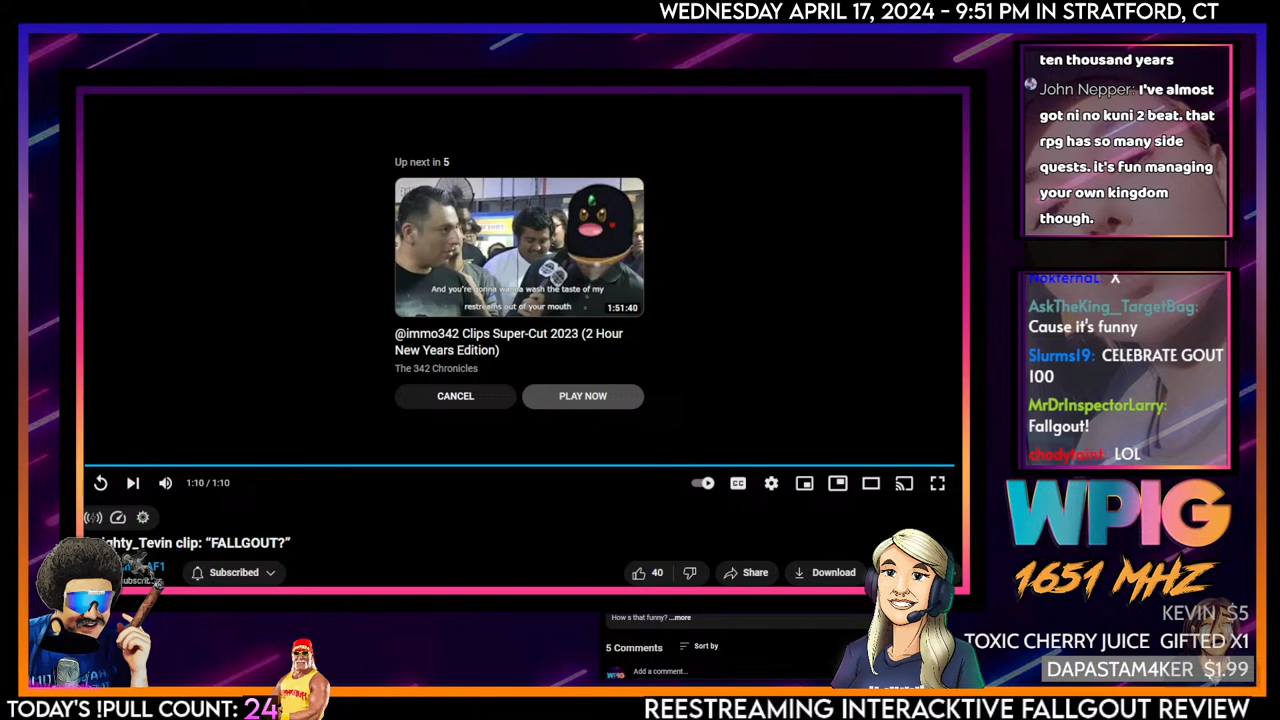 WEDNESDAY APRIL 17, 2024 - 9:51 PM IN STRATFORD, CT
ten thousand years
John Nepper: I've almost
got ni no kuni 2 beat. that
rpg has so many side
quests. it's fun managing
your own kingdom
though.
Up next in 5
And you're gonna wanna wash the taste of my
restreams out of your mouth
1:51:40
@immo342 Clips Super-Cut 2023 (2 Hour
New Years Edition)
The 342 Chronicles
CANCEL
PLAY NOW
NokternaL: X
AskTheKing_TargetBag:
Cause it's funny
Slurms19: CELEBRATE GOUT
100
MrDrInspectorLarry:
Fallgout!
chodytaint: LOL
1:10 / 1:10
CC
ghty_Tevin clip: “FALLGOUT?”
AF1
Subscribed
40
Share
Download
WPIG
1651 MHZ
KEVIN $5
TOXIC CHERRY JUICE GIFTED X1
DAPASTAM4KER $1.99
How s that funny? ...more
5 Comments
Sort by
Add a comment...
TODAY'S !PULL COUNT: 24
REESTREAMING INTERACKTIVE FALLGOUT REVIEW